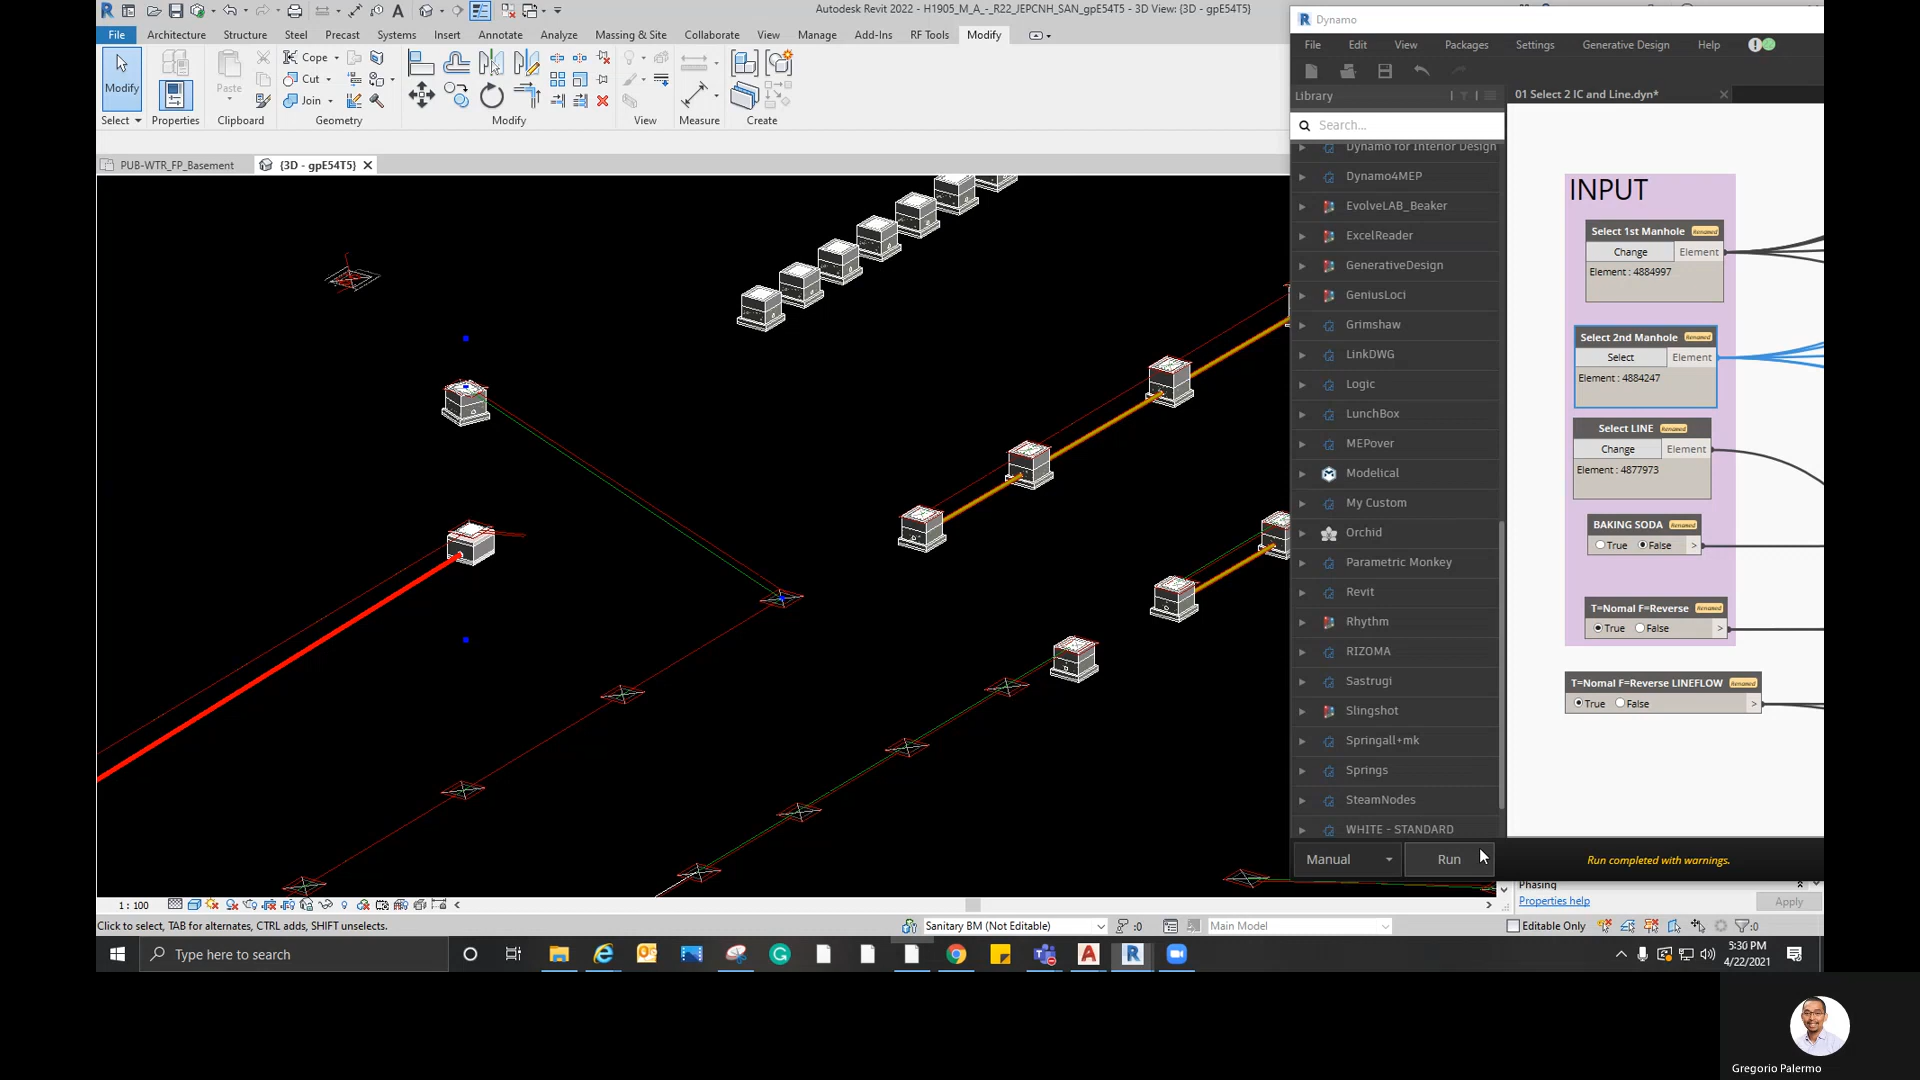 Autodesk Revit 2022 - H1905_M_A_-_R22_JEPCNH_SAN_gpE54T5 - 3D View: {3D - gpE54T5}
File Architecture Structure Steel Precast Systems Insert Annotate Analyze Massing & Site Collaborate View Manage Add-Ins RF Tools Modify
Modify
Paste
Cope
Cut
Join
Select Properties Clipboard Geometry Modify View Measure Create
PUB-WTR_FP_Basement {3D - gpE54T5}
Dynamo
File Edit View Packages Settings Generative Design Help
Library
01 Select 2 IC and Line.dyn*
Search...
Dynamo for Interior Design
Dynamo4MEP
EvolveLAB_Beaker
ExcelReader
GenerativeDesign
GeniusLoci
Grimshaw
LinkDWG
Logic
LunchBox
MEPover
Modelical
My Custom
Orchid
Parametric Monkey
Revit
Rhythm
RIZOMA
Sastrugi
Slingshot
Springall+mk
Springs
SteamNodes
WHITE - STANDARD
Manual Run
Run completed with warnings.
INPUT
Select 1st Manhole Renamed
Change Element
Element : 4884997
Select 2nd Manhole Renamed
Select Element
Element : 4884247
Select LINE Renamed
Change Element
Element : 4877973
BAKING SODA Renamed
True False >
T=Nomal F=Reverse Renamed
True False >
T=Nomal F=Reverse LINEFLOW Renamed
True False >
Phasing
Properties help Apply
1 : 100
Click to select, TAB for alternates, CTRL adds, SHIFT unselects.
Sanitary BM (Not Editable)
:0
Main Model
Editable Only
:0
Type here to search
5:30 PM
4/22/2021
Gregorio Palermo